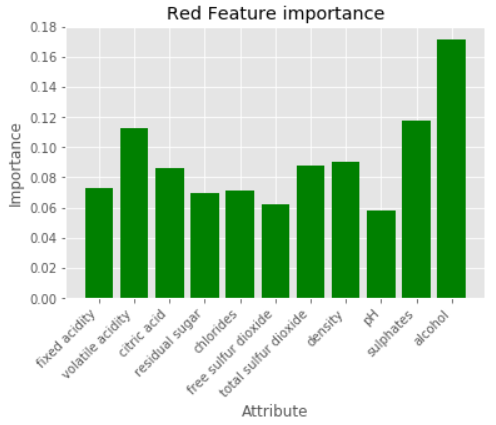 Red Feature importance
0.18
0.16
0.14
0.12
0.10
0.08
0.06
0.04
0.02
0.00
Importance
fixed acidity
volatile acidity
citric acid
residual sugar
chlorides
free sulfur dioxide
total sulfur dioxide
density
pH
sulphates
alcohol
Attribute